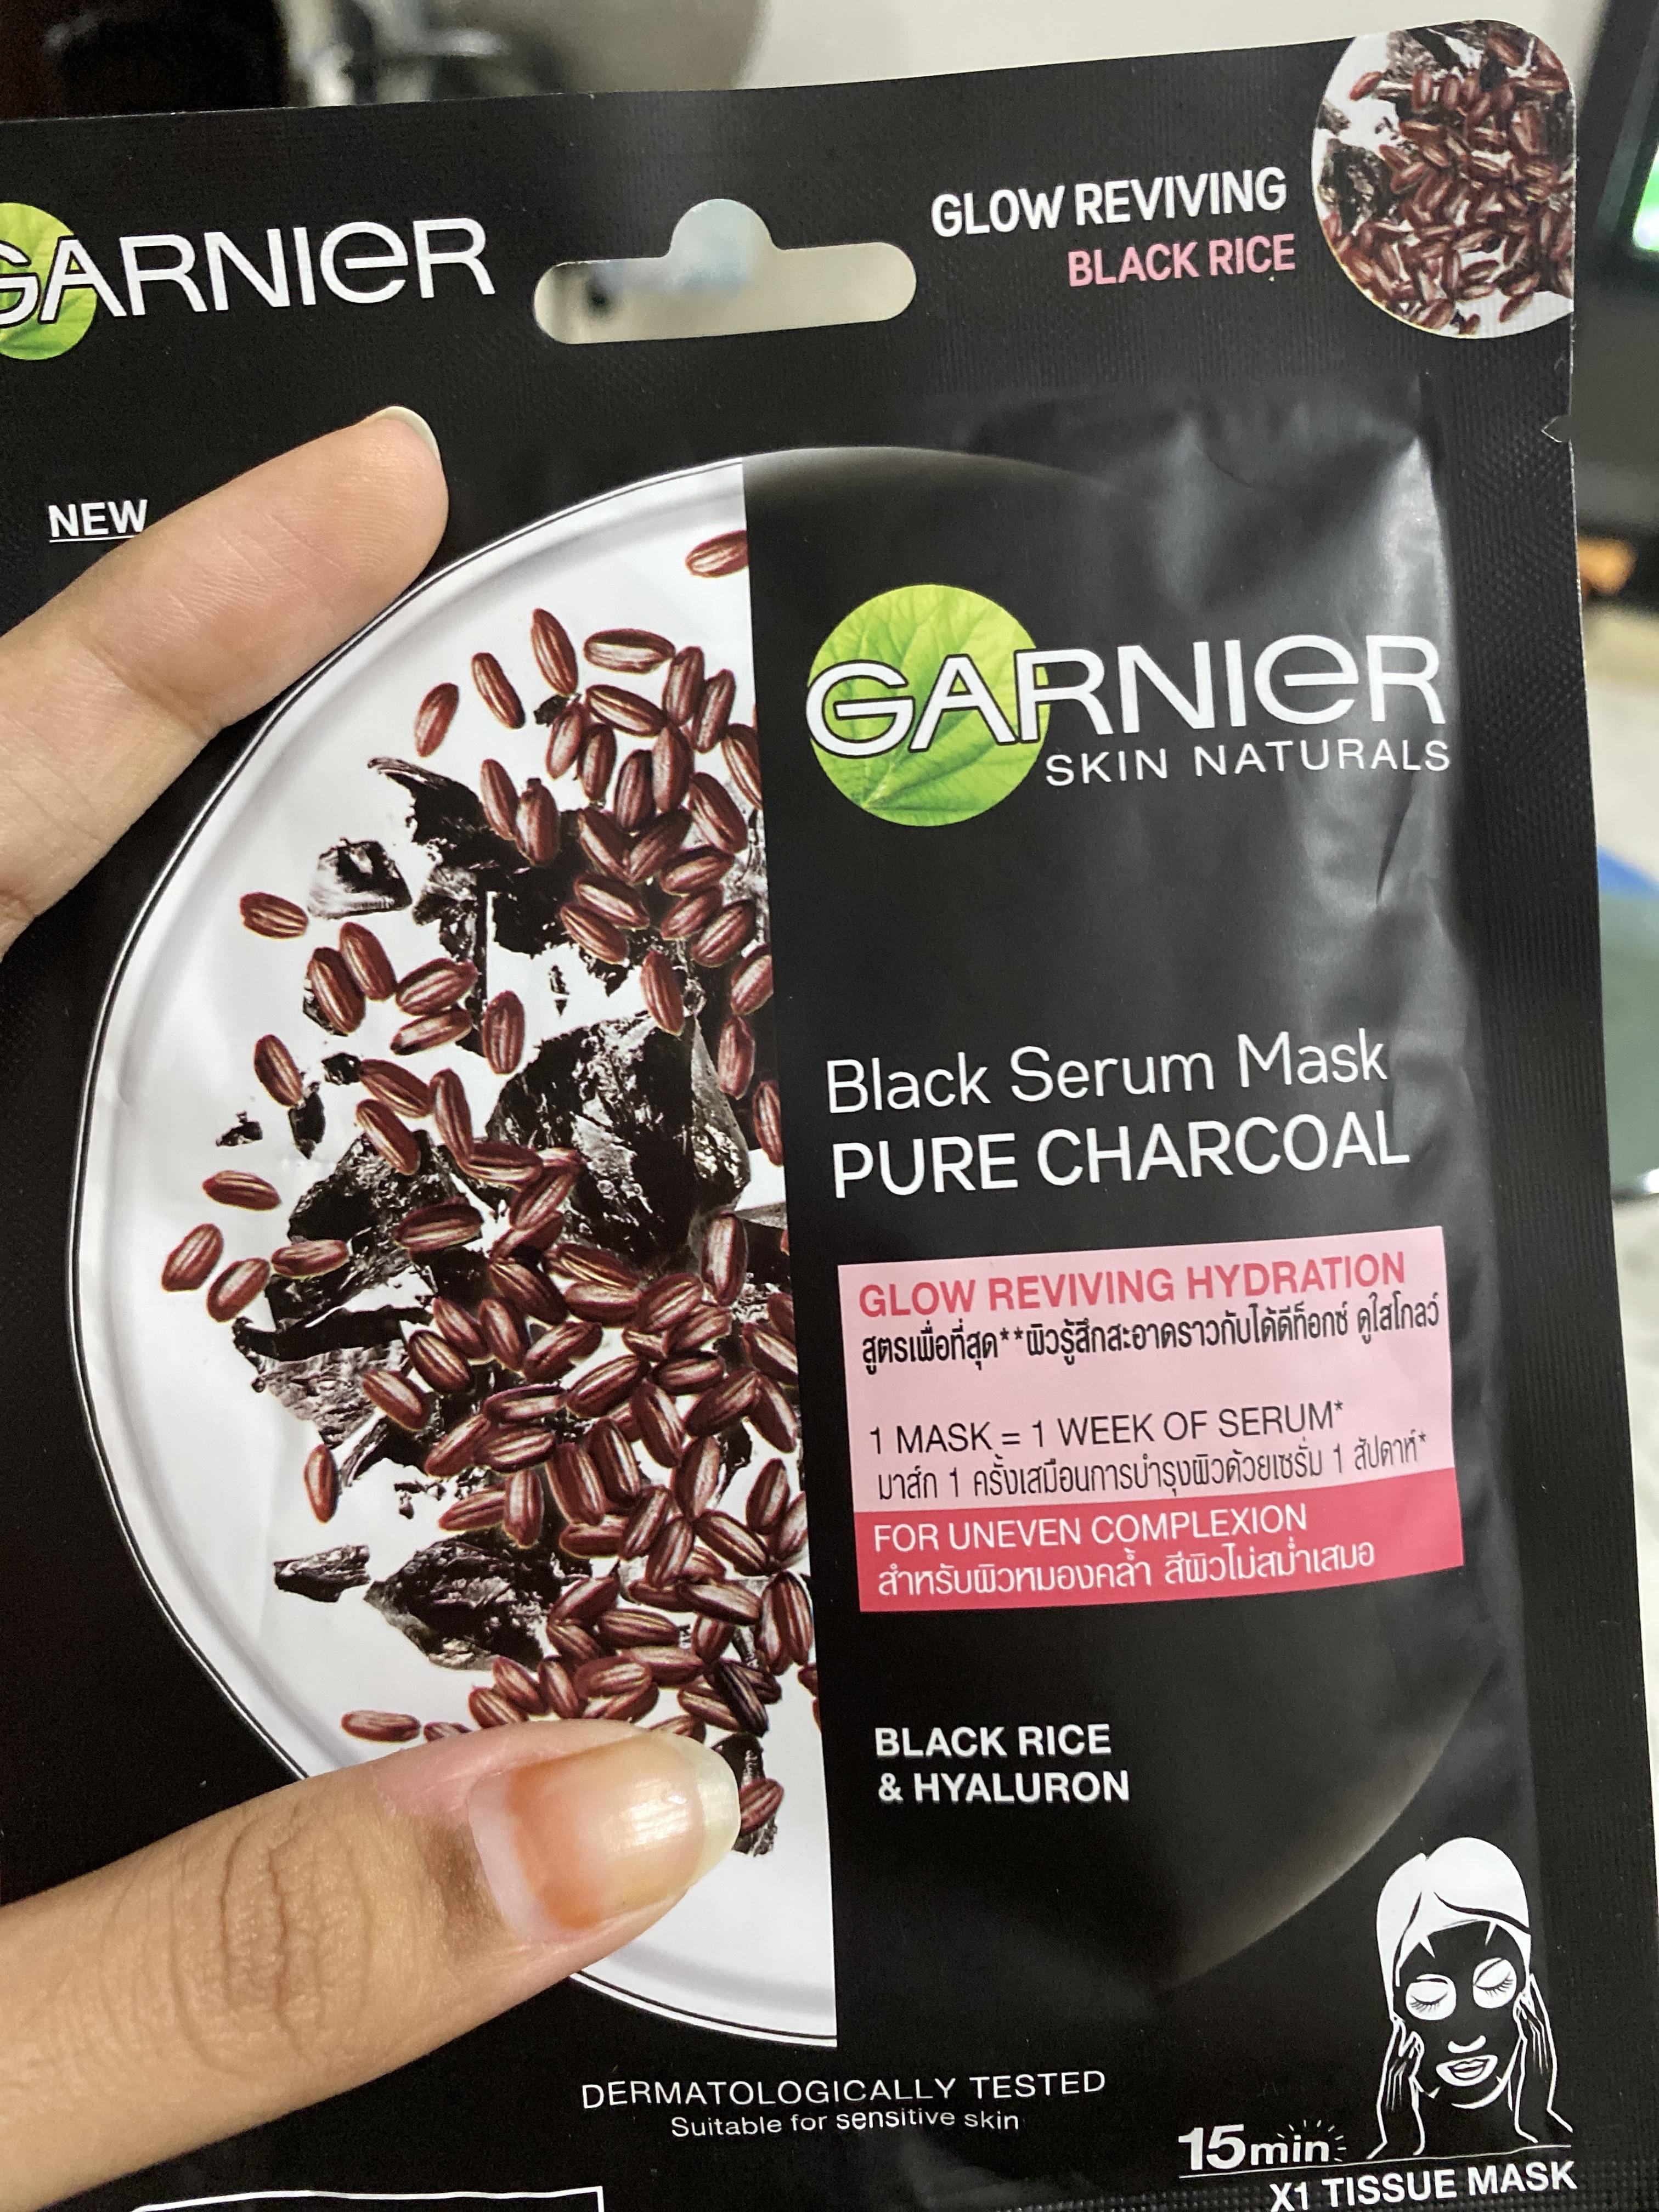 GARNIER
GLOW REVIVING
BLACK RICE
NEW
GARNIER
SKIN NATURALS
Black Serum Mask
PURE CHARCOAL
GLOW REVIVING HYDRATION
สูตรเพื่อที่สุด**ผิวรู้สึกสะอาดราวกับได้ดีท็อกซ์ ดูใสโกลว์
1 MASK = 1 WEEK OF SERUM*
มาส์ก 1 ครั้งเสมือนการบำรุงผิวด้วยเซรั่ม 1 สัปดาห์*
FOR UNEVEN COMPLEXION
สำหรับผิวหมองคล้ำ สีผิวไม่สม่ำเสมอ
BLACK RICE
& HYALURON
DERMATOLOGICALLY TESTED
Suitable for sensitive skin
15min
X1 TISSUE MASK